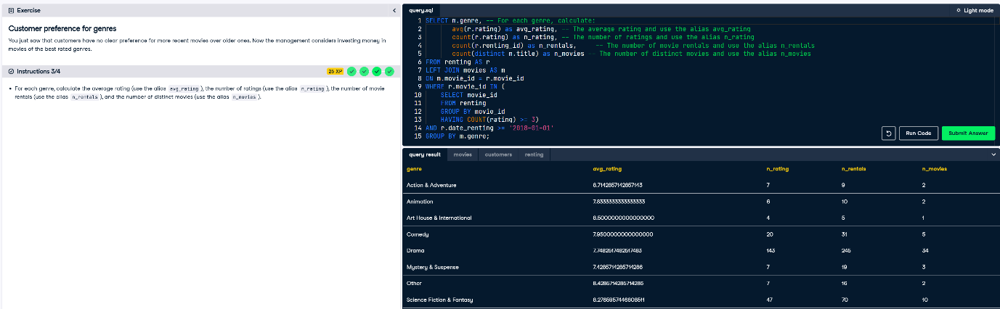 Exercise
Customer preference for genres
You just saw that customers have no clear preference for more recent movies over older ones. Now the management considers investing money in
movies of the best rated genres.
Instructions 3/4
25 XP
• For each genre, calculate the average rating (use the alias avg_rating ), the number of ratings (use the alias n_rating ), the number of movie
rentals (use the alias n_rentals ), and the number of distinct movies (use the alias n_movies ).
query.sql
Light mode
1 SELECT m.genre, -- For each genre, calculate:
2 avg(r.rating) as avg_rating, -- The average rating and use the alias avg_rating
3 count(r.rating) as n_rating, -- The number of ratings and use the alias n_rating
4 count(r.renting_id) as n_rentals, -- The number of movie rentals and use the alias n_rentals
5 count(distinct m.title) as n_movies -- The number of distinct movies and use the alias n_movies
6 FROM renting AS r
7 LEFT JOIN movies AS m
8 ON m.movie_id = r.movie_id
9 WHERE r.movie_id IN (
10 SELECT movie_id
11 FROM renting
12 GROUP BY movie_id
13 HAVING COUNT(rating) >= 3)
14 AND r.date_renting >= '2018-01-01'
15 GROUP BY m.genre;
Run Code
Submit Answer
query result movies customers renting
genre avg_rating n_rating n_rentals n_movies
Action & Adventure 8.7142857142857143 7 9 2
Animation 7.8333333333333333 6 10 2
Art House & International 8.5000000000000000 4 5 1
Comedy 7.9500000000000000 20 31 5
Drama 7.7482517482517483 143 245 34
Mystery & Suspense 7.4285714285714286 7 19 3
Other 8.4285714285714286 7 16 2
Science Fiction & Fantasy 8.2765957446808511 47 70 10